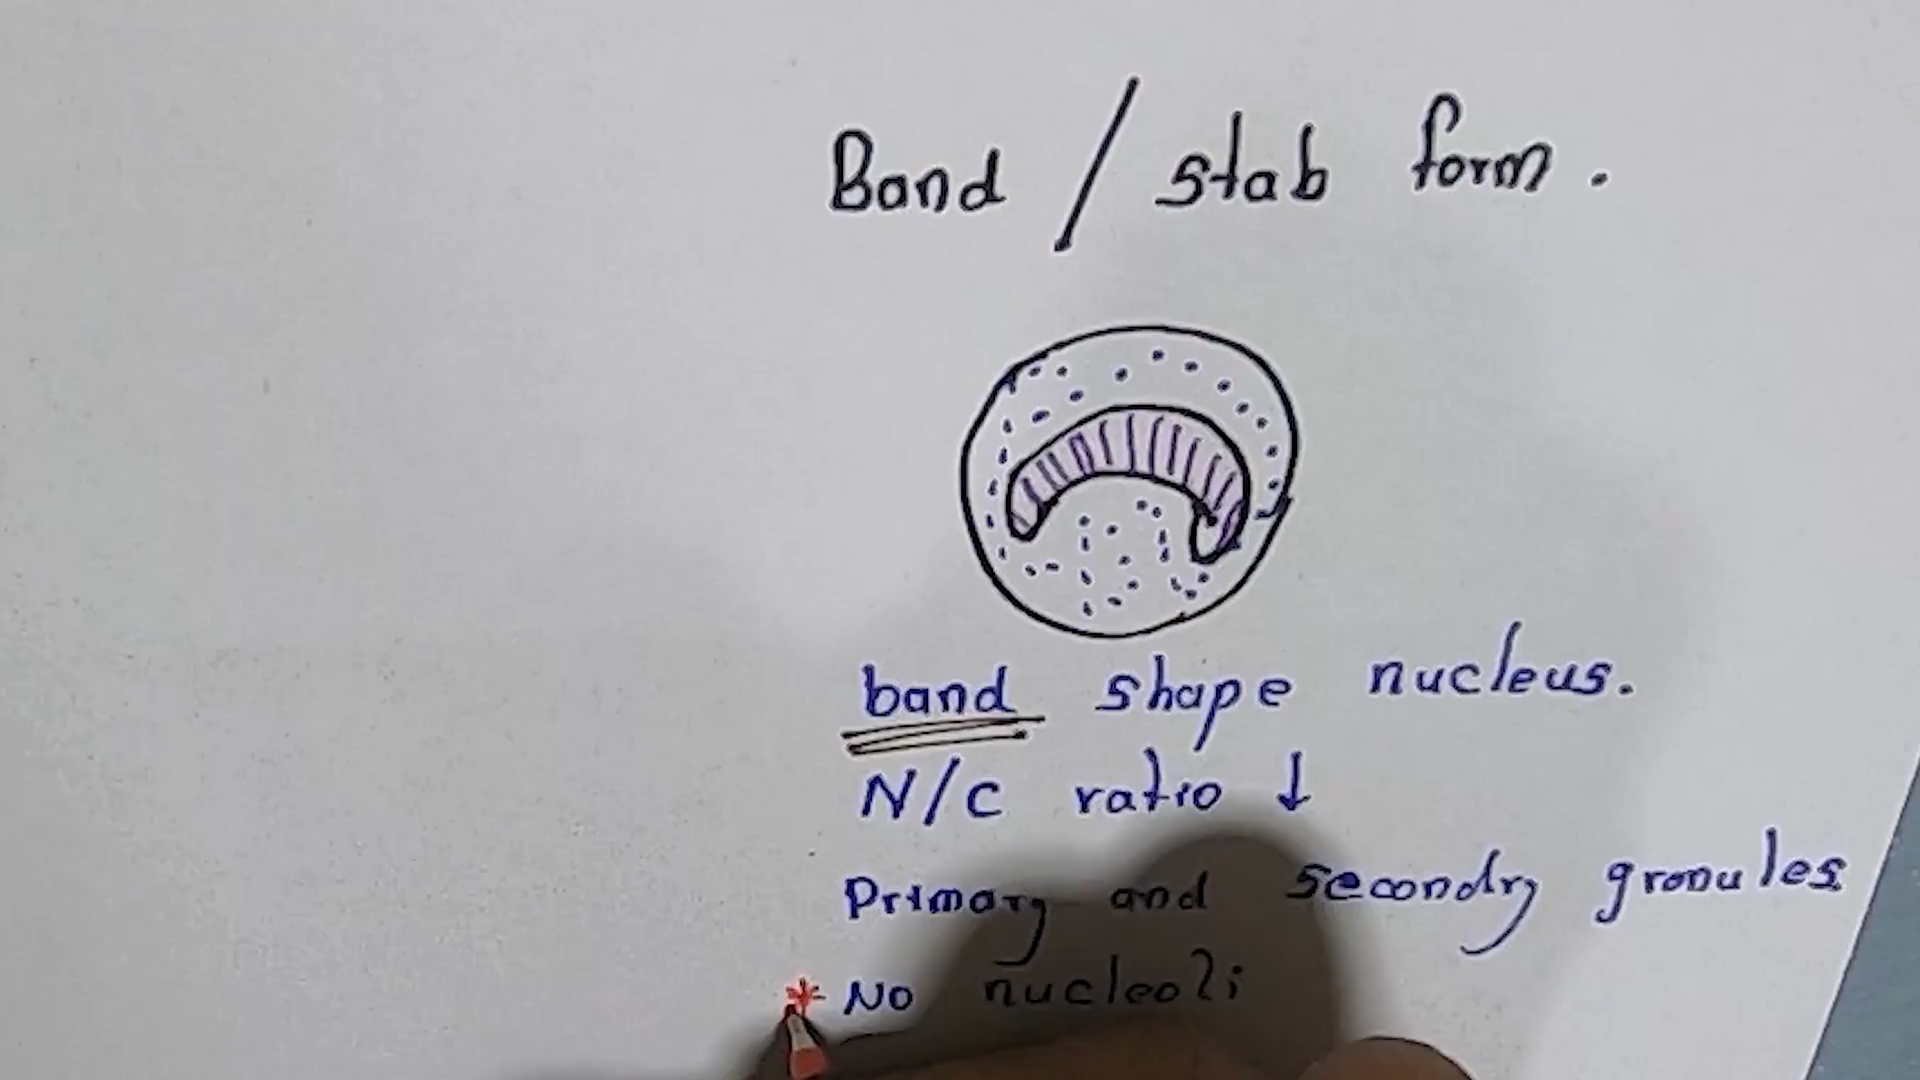 Band / stab form.
band shape nucleus.
N/C ratio ↓
Primary and secondry granules.
* No nucleoli